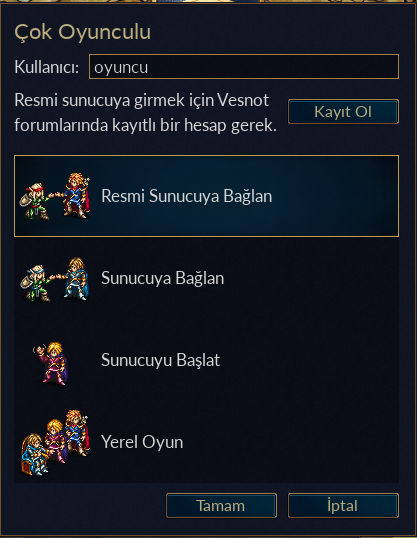 Çok Oyunculu
Kullanıcı: oyuncu
Resmi sunucuya girmek için Vesnot
forumlarında kayıtlı bir hesap gerek.
Kayıt Ol
Resmi Sunucuya Bağlan
Sunucuya Bağlan
Sunucuyu Başlat
Yerel Oyun
Tamam
İptal